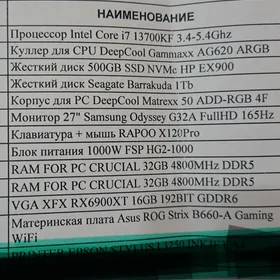 НАИМЕНОВАНИЕ
Процессор Intel Core i7 13700KF 3.4-5.4Ghz
Куллер для CPU DeepCool Gammaxx AG620 ARGB
Жесткий диск 500GB SSD NVMe HP EX900
Жесткий диск Seagate Barrakuda 1Tb
Корпус для PC DeepCool Matrexx 50 ADD-RGB 4F
Монитор 27" Samsung Odyssey G32A FullHD 165Hz
Клавиатура + мышь RAPOO X120Pro
Блок питания 1000W FSP HG2-1000
RAM FOR PC CRUCIAL 32GB 4800MHz DDR5
RAM FOR PC CRUCIAL 32GB 4800MHz DDR5
VGA XFX RX6900XT 16GB 192BIT GDDR6
Материнская плата Asus ROG Strix B660-A Gaming
WiFi
PRINTER EPSON STYLUS L3250